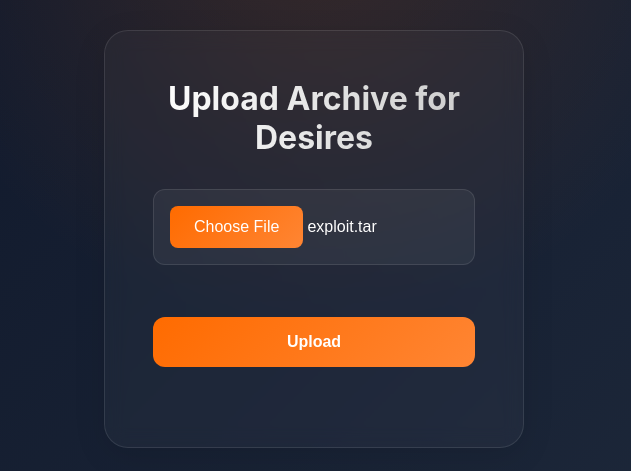 Upload Archive for
Desires
Choose File exploit.tar
Upload